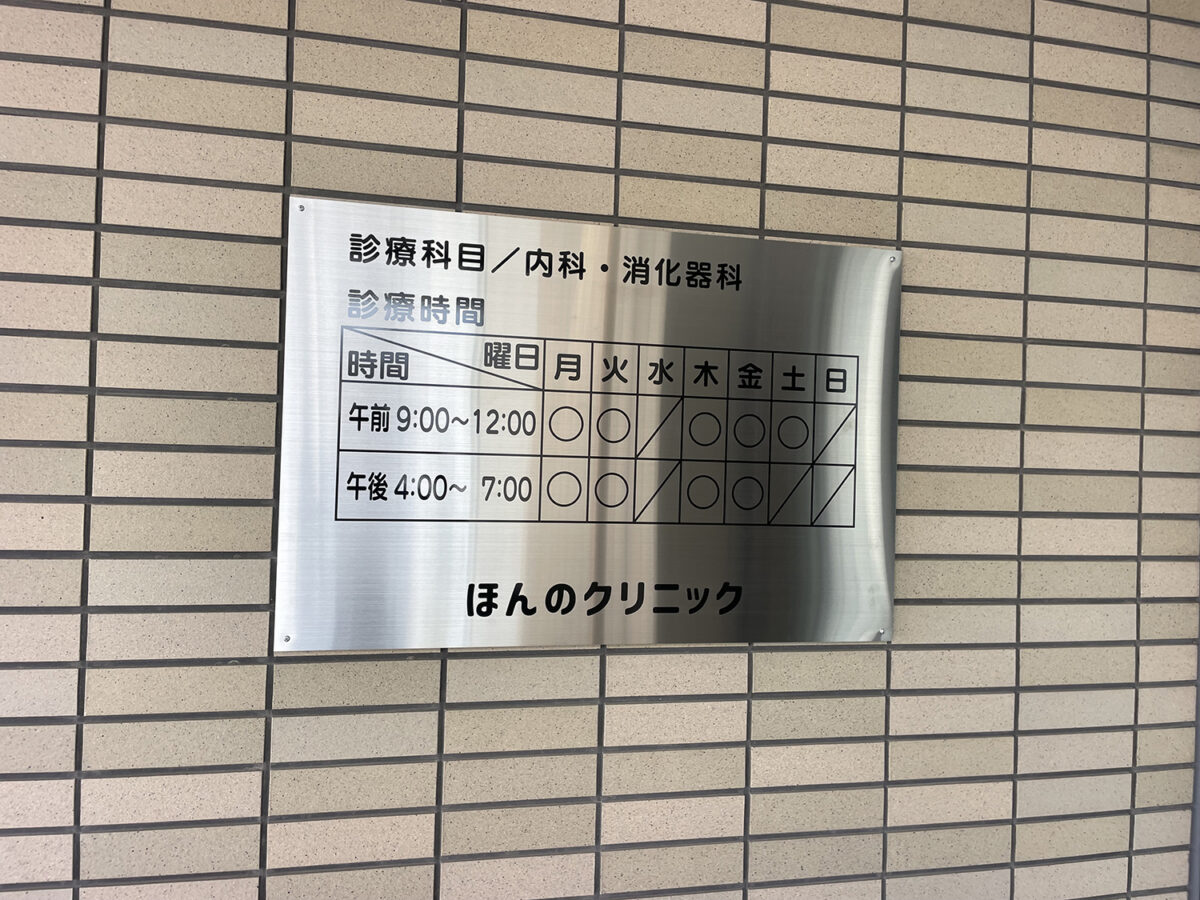 診療科目／内科・消化器科
診療時間
曜日 月 火 水 木 金 土 日
時間
午前 9:00〜12:00 ○ ○ ／ ○ ○ ○ ／
午後 4:00〜 7:00 ○ ○ ／ ○ ○ ／ ／
ほんのクリニック